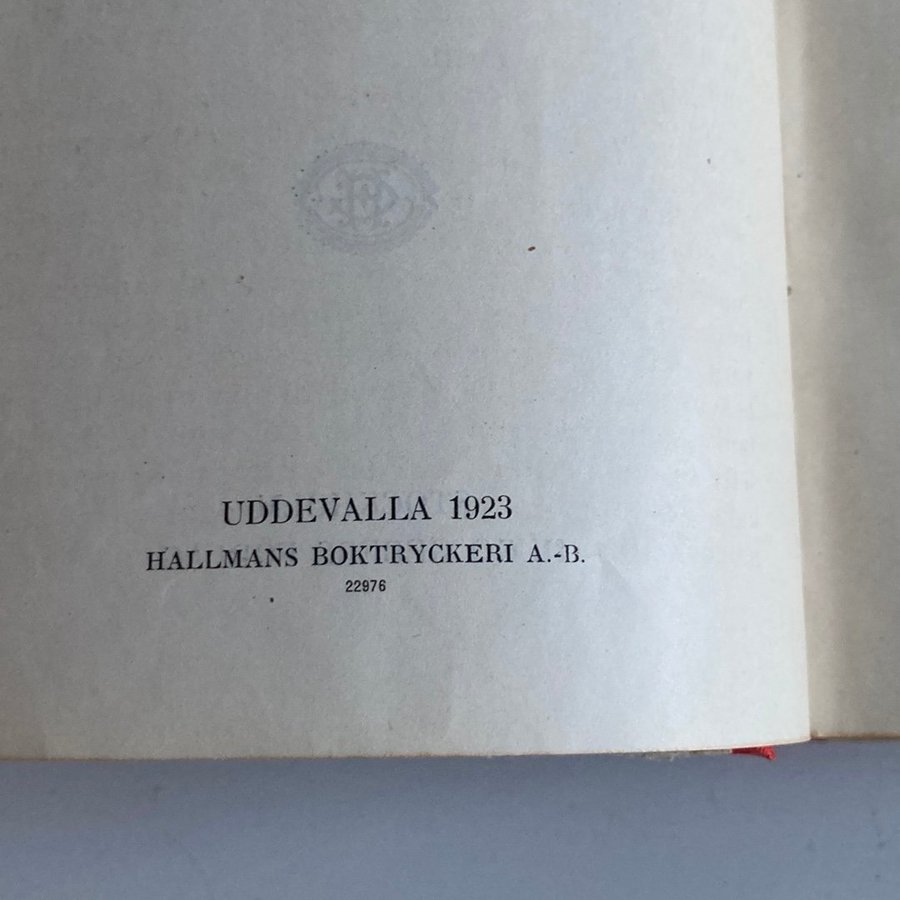 UDDEVALLA 1923
HALLMANS BOKTRYCKERI A.-B.
22976